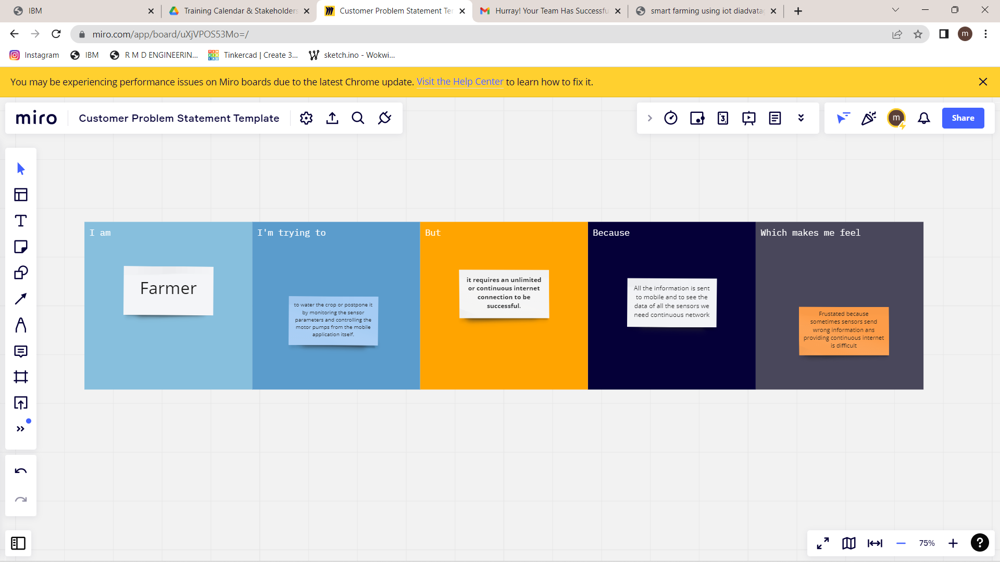 IBM
Training Calendar & Stakeholders
Customer Problem Statement Te
Hurray! Your Team Has Successfu
smart farming using iot diadvata
miro.com/app/board/uXjVPOS53Mo=/
m
Instagram
IBM
R M D ENGINEERIN...
Tinkercad | Create 3...
sketch.ino - Wokwi...
You may be experiencing performance issues on Miro boards due to the latest Chrome update. Visit the Help Center to learn how to fix it.
miro
Customer Problem Statement Template
3
m
Share
I am
Farmer
I'm trying to
to water the crop or postpone it
by monitoring the sensor
parameters and controlling the
motor pumps from the mobile
application itself.
But
it requires an unlimited
or continuous internet
connection to be
successful.
Because
All the information is sent
to mobile and to see the
data of all the sensors we
need continuous network
Which makes me feel
Frustated because
sometimes sensors send
wrong information ans
providing continuous internet
is difficult
75%
?